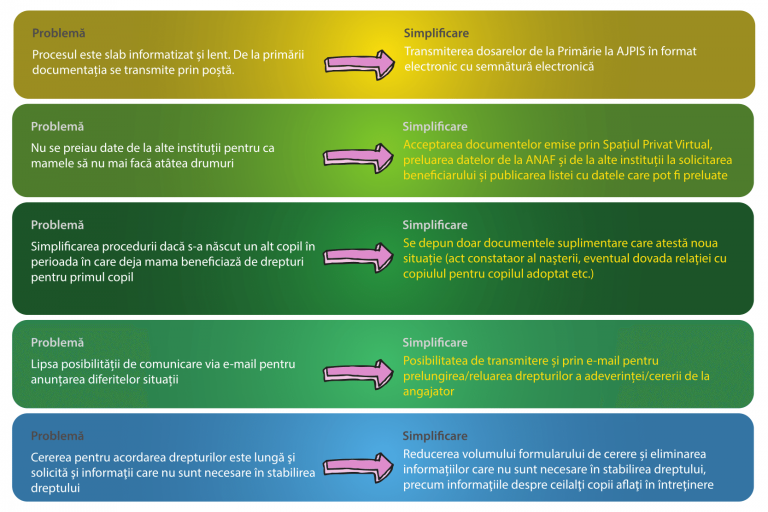 Problemă
Procesul este slab informatizat și lent. De la primării
documentația se transmite prin poștă.
Simplificare
Transmiterea dosarelor de la Primărie la AJPIS în format
electronic cu semnătură electronică
Problemă
Nu se preiau date de la alte instituții pentru ca
mamele să nu mai facă atâtea drumuri
Simplificare
Acceptarea documentelor emise prin Spațiul Privat Virtual,
preluarea datelor de la ANAF și de la alte instituții la solicitarea
beneficiarului și publicarea listei cu datele care pot fi preluate
Problemă
Simplificarea procedurii dacă s-a născut un alt copil în
perioada în care deja mama beneficiază de drepturi
pentru primul copil
Simplificare
Se depun doar documentele suplimentare care atestă noua
situație (act constataor al nașterii, eventual dovada relației cu
copiulul pentru copilul adoptat etc.)
Problemă
Lipsa posibilității de comunicare via e-mail pentru
anunțarea diferitelor situații
Simplificare
Posibilitatea de transmitere și prin e-mail pentru
prelungirea/reluarea drepturilor a adeverinței/cererii de la
angajator
Problemă
Cererea pentru acordarea drepturilor este lungă și
solicită și informații care nu sunt necesare în stabilirea
dreptului
Simplificare
Reducerea volumului formularului de cerere și eliminarea
informațiilor care nu sunt necesare în stabilirea dreptului,
precum informațiile despre ceilalți copii aflați în întreținere